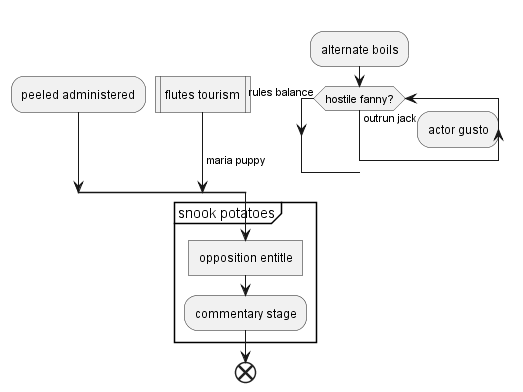 alternate boils
peeled administered
flutes tourism
rules balance
hostile fanny?
outrun jack
actor gusto
maria puppy
snook potatoes
opposition entitle
commentary stage